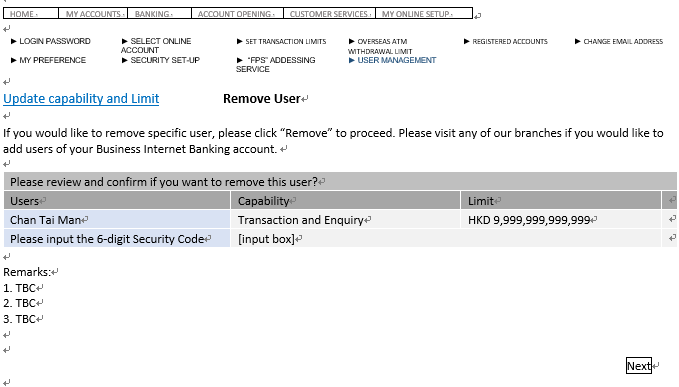 HOME MY ACCOUNTS BANKING ACCOUNT OPENING CUSTOMER SERVICES MY ONLINE SETUP
► LOGIN PASSWORD ► SELECT ONLINE ACCOUNT ► SET TRANSACTION LIMITS ► OVERSEAS ATM WITHDRAWAL LIMIT ► REGISTERED ACCOUNTS ► CHANGE EMAIL ADDRESS
► MY PREFERENCE ► SECURITY SET-UP ► "FPS" ADDESSING SERVICE ► USER MANAGEMENT
Update capability and Limit Remove User
If you would like to remove specific user, please click “Remove” to proceed. Please visit any of our branches if you would like to
add users of your Business Internet Banking account.
Please review and confirm if you want to remove this user?
Users Capability Limit
Chan Tai Man Transaction and Enquiry HKD 9,999,999,999,999
Please input the 6-digit Security Code [input box]
Remarks:
1. TBC
2. TBC
3. TBC
Next